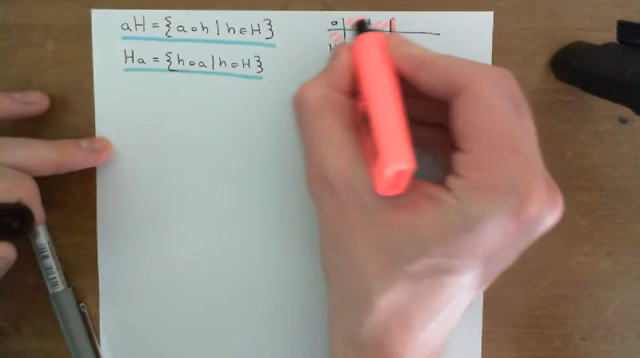 aH = {a∘h | h∈H}
Ha = {h∘a | h∈H}